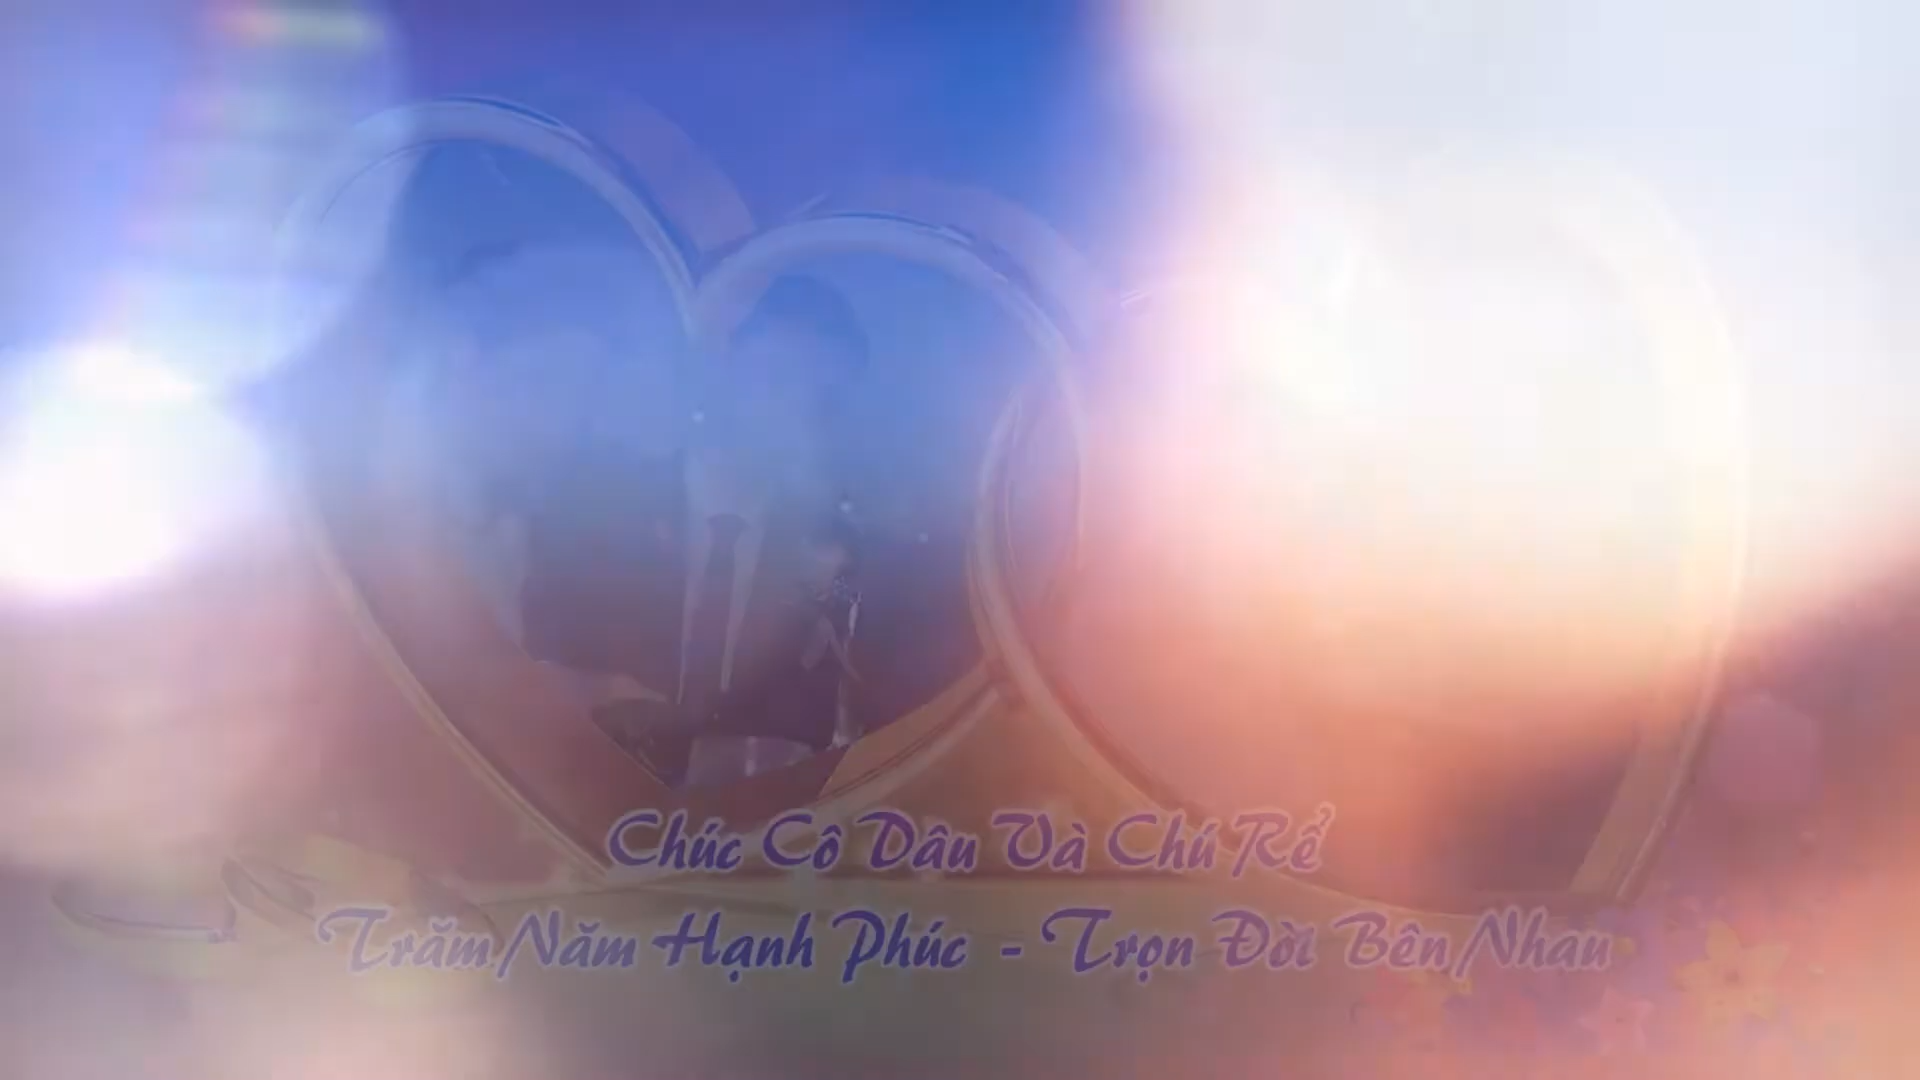 Chúc Cô Dâu Và Chú Rể
Trăm Năm Hạnh Phúc - Trọn Đời Bên Nhau